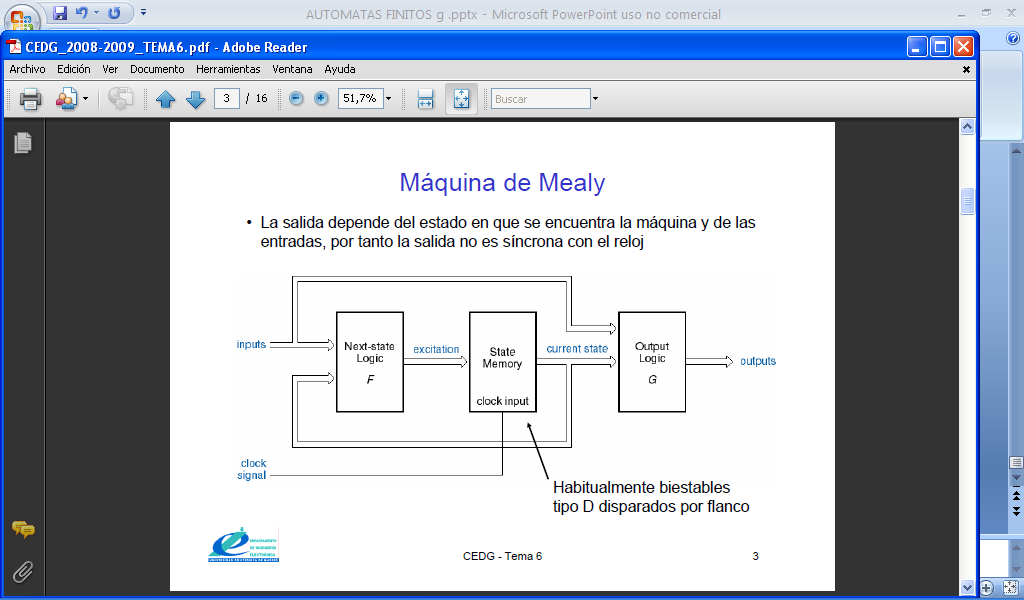 AUTOMATAS FINITOS g .pptx - Microsoft PowerPoint uso no comercial
CEDG_2008-2009_TEMA6.pdf - Adobe Reader
Archivo Edición Ver Documento Herramientas Ventana Ayuda
3 / 16 51,7% Buscar
Máquina de Mealy
• La salida depende del estado en que se encuentra la máquina y de las
entradas, por tanto la salida no es síncrona con el reloj
inputs
Next-state
Logic
F
excitation
State
Memory
clock input
current state
Output
Logic
G
outputs
clock
signal
Habitualmente biestables
tipo D disparados por flanco
CEDG - Tema 6
3